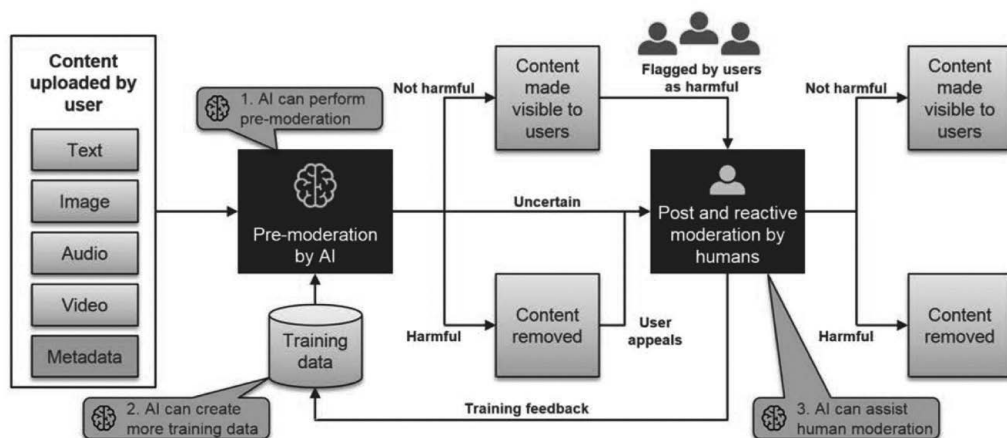 Content
uploaded by
user
Text
Image
Audio
Video
Metadata
1. AI can perform
pre-moderation
Pre-moderation
by AI
Training
data
2. AI can create
more training data
Not harmful
Content
made
visible to
users
Flagged by users
as harmful
Uncertain
Harmful
Content
removed
User
appeals
Training feedback
Post and reactive
moderation by
humans
3. AI can assist
human moderation
Not harmful
Content
made
visible to
users
Harmful
Content
removed